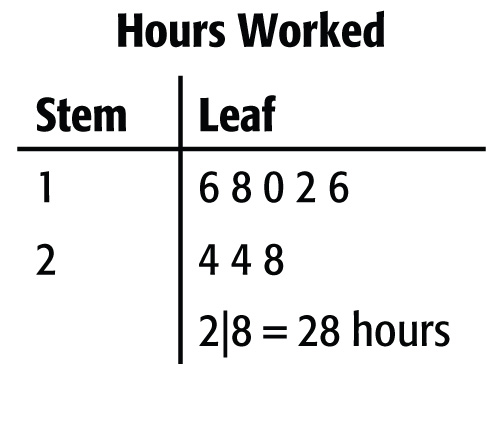 Hours Worked
Stem Leaf
1 6 8 0 2 6
2 4 4 8
2|8 = 28 hours